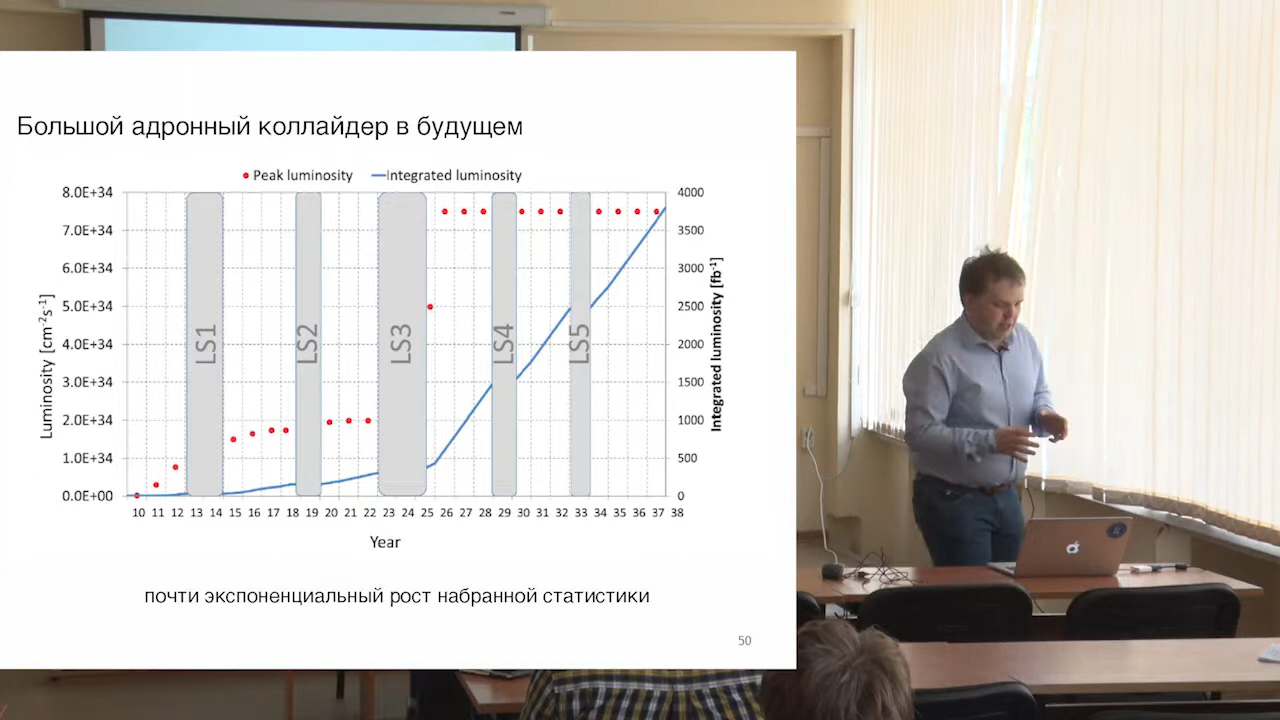 Большой адронный коллайдер в будущем
Peak luminosity Integrated luminosity
8.0E+34
7.0E+34
6.0E+34
5.0E+34
4.0E+34
3.0E+34
2.0E+34
1.0E+34
0.0E+00
Luminosity [cm⁻²s⁻¹]
LS1
LS2
LS3
LS4
LS5
4000
3500
3000
2500
2000
1500
1000
500
0
Integrated luminosity [fb⁻¹]
10 11 12 13 14 15 16 17 18 19 20 21 22 23 24 25 26 27 28 29 30 31 32 33 34 35 36 37 38
Year
почти экспоненциальный рост набранной статистики
50